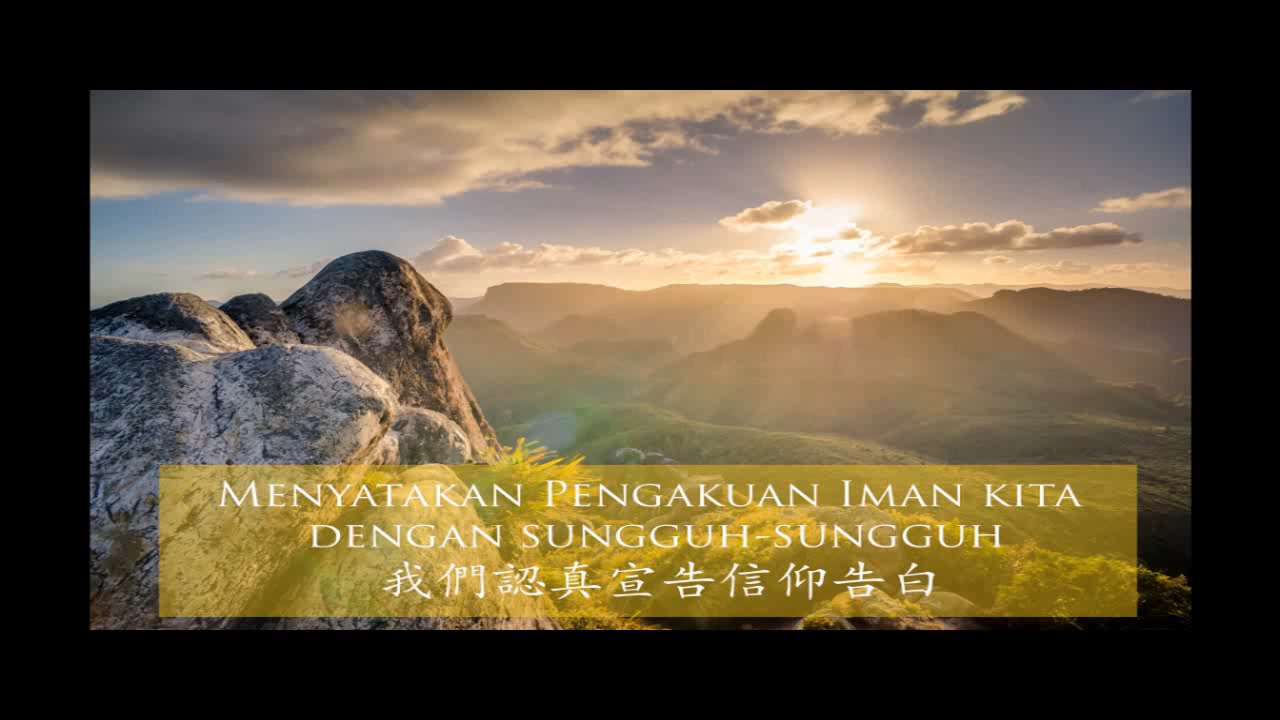 Menyatakan Pengakuan Iman kita
dengan sungguh-sungguh
我們認真宣告信仰告白